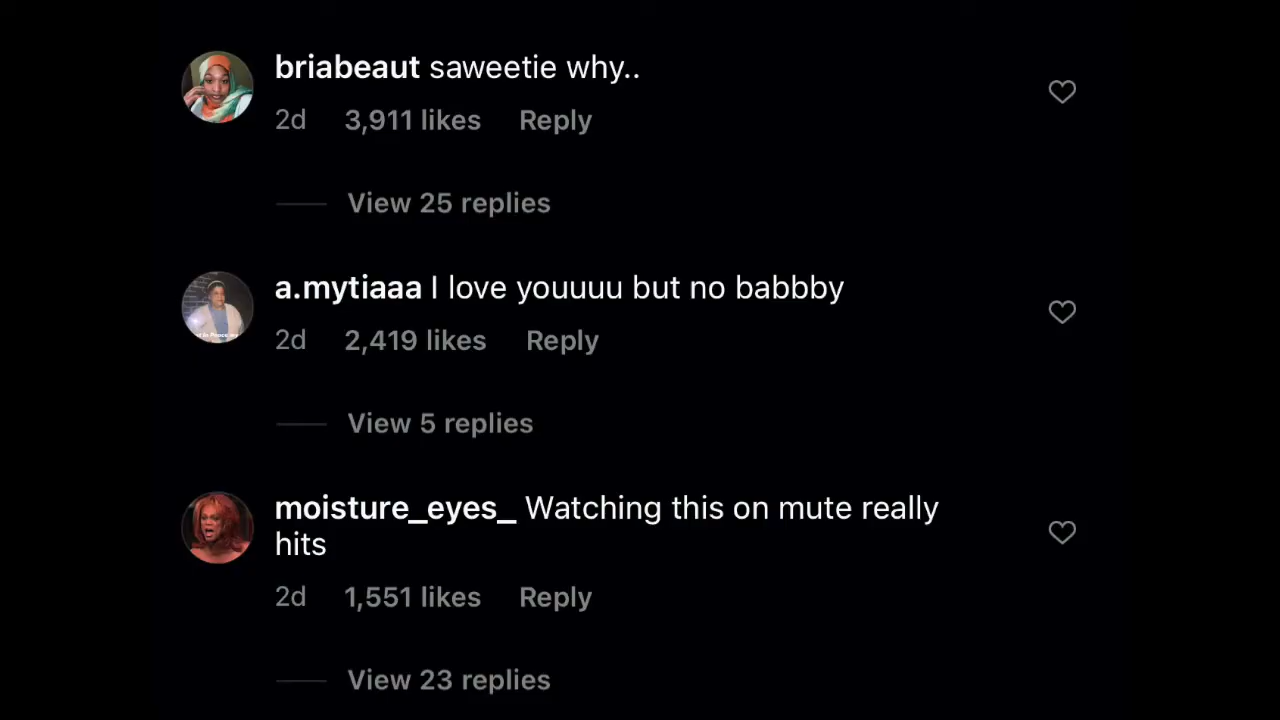 briabeaut saweetie why..
2d 3,911 likes Reply
View 25 replies
a.mytiaaa I love youuuu but no babbby
2d 2,419 likes Reply
View 5 replies
moisture_eyes_ Watching this on mute really
hits
2d 1,551 likes Reply
View 23 replies